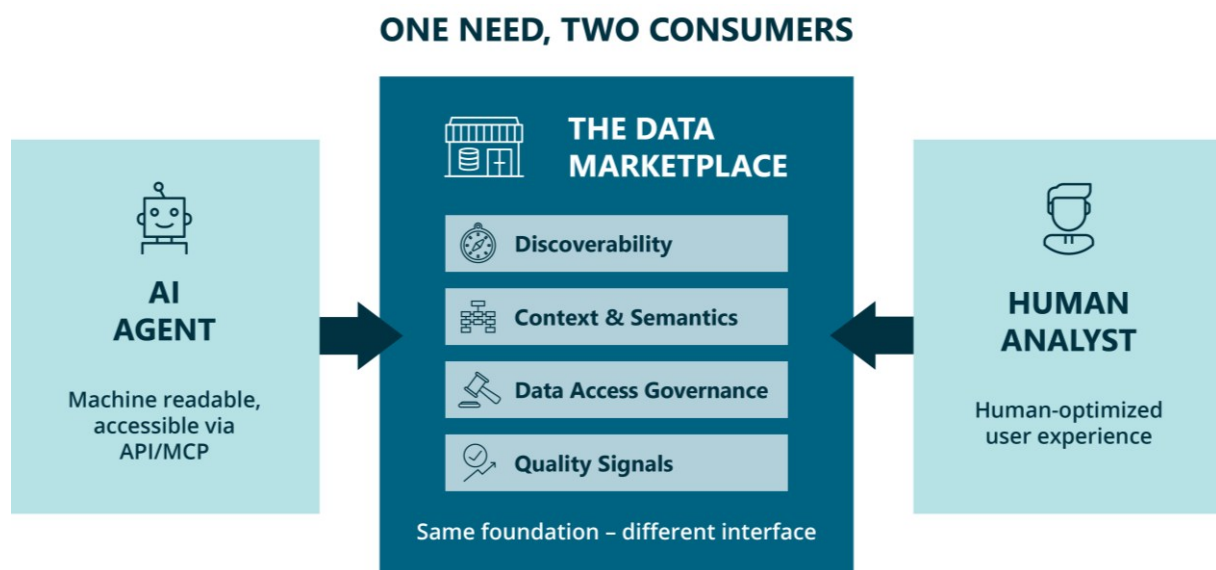 ONE NEED, TWO CONSUMERS
THE DATA
MARKETPLACE
AI
AGENT
Machine readable,
accessible via
API/MCP
Discoverability
Context & Semantics
Data Access Governance
Quality Signals
Same foundation – different interface
HUMAN
ANALYST
Human-optimized
user experience